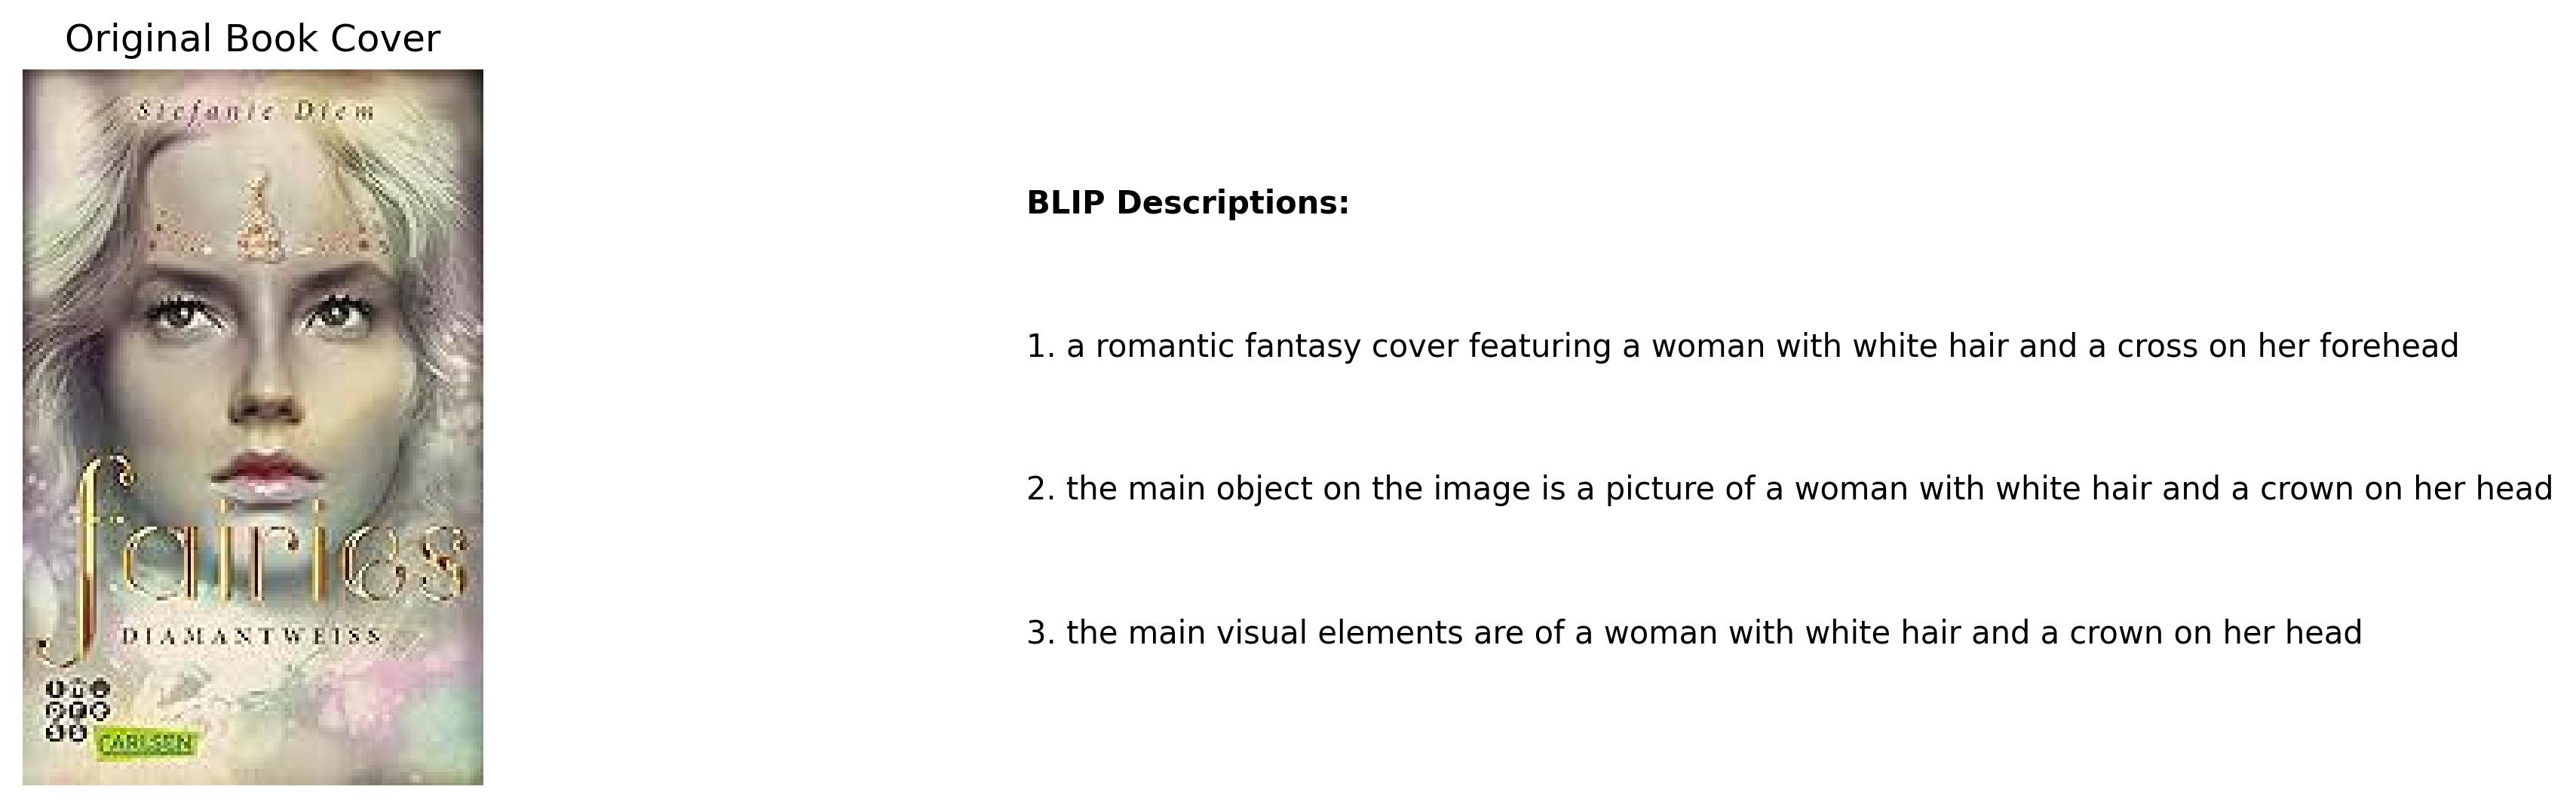 Original Book Cover
Stefanie Diem
fairies
DIAMANTWEISS
CARLSEN
BLIP Descriptions:
1. a romantic fantasy cover featuring a woman with white hair and a cross on her forehead
2. the main object on the image is a picture of a woman with white hair and a crown on her head
3. the main visual elements are of a woman with white hair and a crown on her head